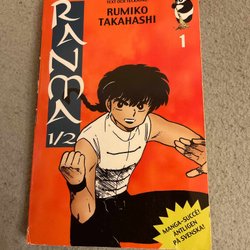 TEXT OCH TECKNING:
RUMIKO
TAKAHASHI
RANMA
1/2
1
MANGA-SUCCÉ!
ÄNTLIGEN
PÅ SVENSKA!